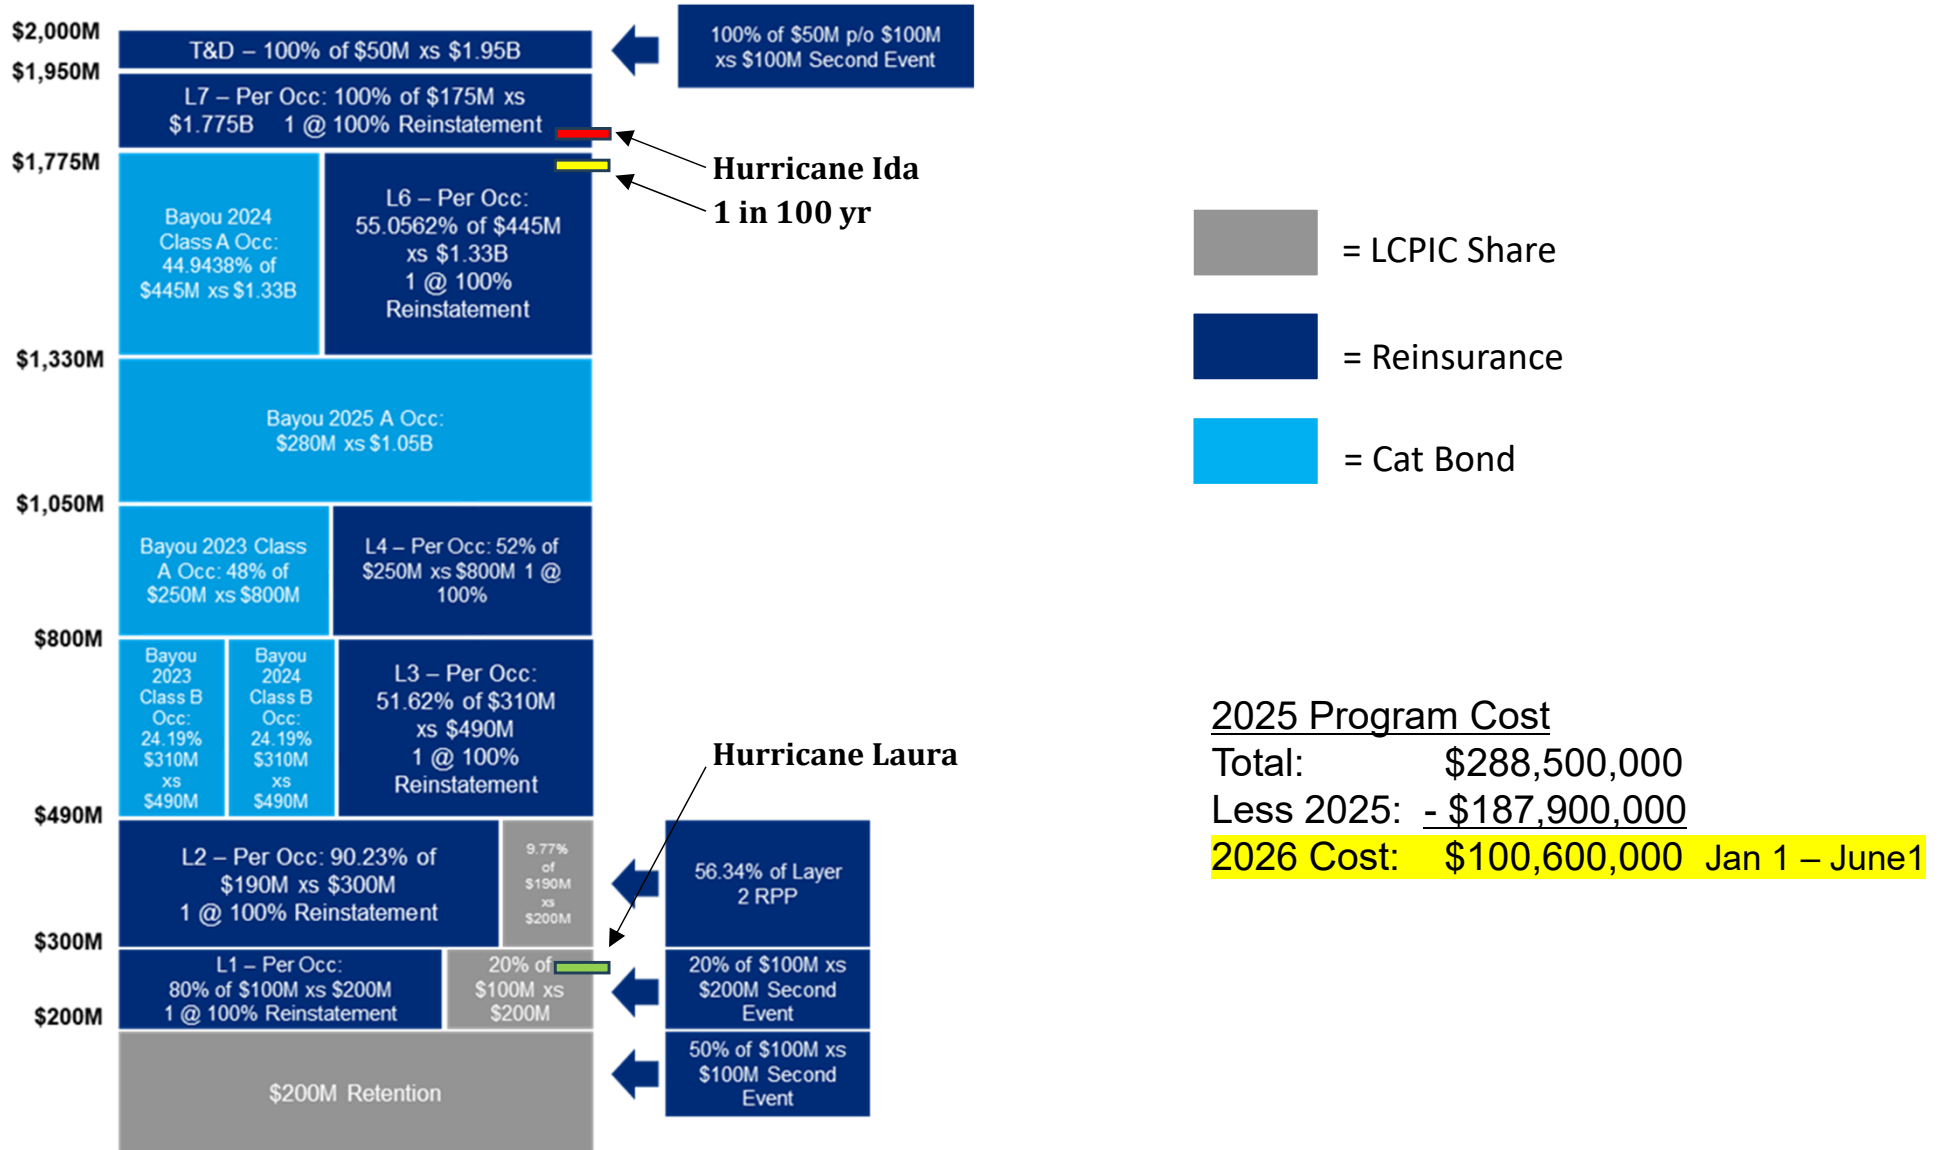 $2,000M
T&D – 100% of $50M xs $1.95B
100% of $50M p/o $100M
xs $100M Second Event
$1,950M
L7 – Per Occ: 100% of $175M xs
$1.775B 1 @ 100% Reinstatement
Hurricane Ida
1 in 100 yr
$1,775M
Bayou 2024
Class A Occ:
44.9438% of
$445M xs $1.33B
L6 – Per Occ:
55.0562% of $445M
xs $1.33B
1 @ 100%
Reinstatement
$1,330M
Bayou 2025 A Occ:
$280M xs $1.05B
$1,050M
Bayou 2023 Class
A Occ: 48% of
$250M xs $800M
L4 – Per Occ: 52% of
$250M xs $800M 1 @
100%
$800M
Bayou
2023
Class B
Occ:
24.19%
$310M
xs
$490M
Bayou
2024
Class B
Occ:
24.19%
$310M
xs
$490M
L3 – Per Occ:
51.62% of $310M
xs $490M
1 @ 100%
Reinstatement
Hurricane Laura
$490M
L2 – Per Occ: 90.23% of
$190M xs $300M
1 @ 100% Reinstatement
9.77%
of
$190M
xs
$200M
56.34% of Layer
2 RPP
$300M
L1 – Per Occ:
80% of $100M xs $200M
1 @ 100% Reinstatement
20% of
$100M xs
$200M
20% of $100M xs
$200M Second
Event
$200M
$200M Retention
50% of $100M xs
$100M Second
Event
= LCPIC Share
= Reinsurance
= Cat Bond
2025 Program Cost
Total: $288,500,000
Less 2025: - $187,900,000
2026 Cost: $100,600,000 Jan 1 – June1